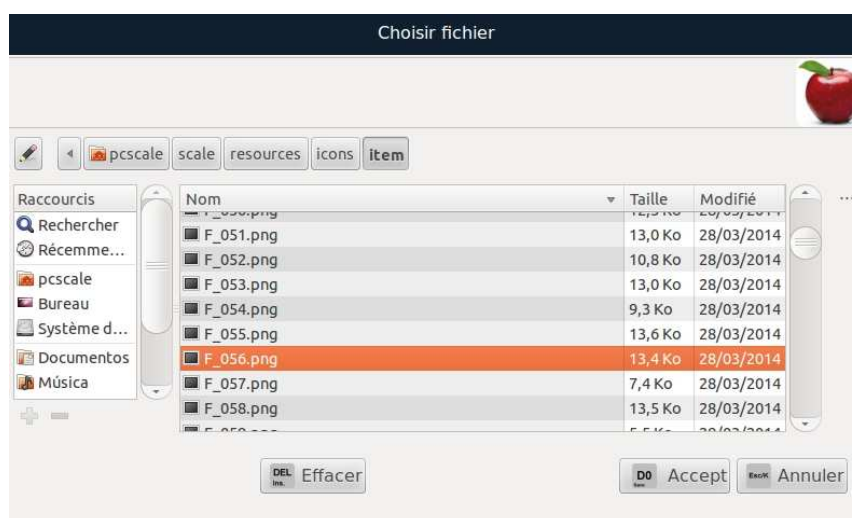 Choisir fichier
pcscale scale resources icons item
Raccourcis
Rechercher
Récemme...
pcscale
Bureau
Système d...
Documentos
Música
Nom Taille Modifié
F_051.png 13,0 Ko 28/03/2014
F_052.png 10,8 Ko 28/03/2014
F_053.png 13,0 Ko 28/03/2014
F_054.png 9,3 Ko 28/03/2014
F_055.png 13,6 Ko 28/03/2014
F_056.png 13,4 Ko 28/03/2014
F_057.png 7,4 Ko 28/03/2014
F_058.png 13,5 Ko 28/03/2014
...
DEL Ins. Effacer D0 Accept Esc/K Annuler